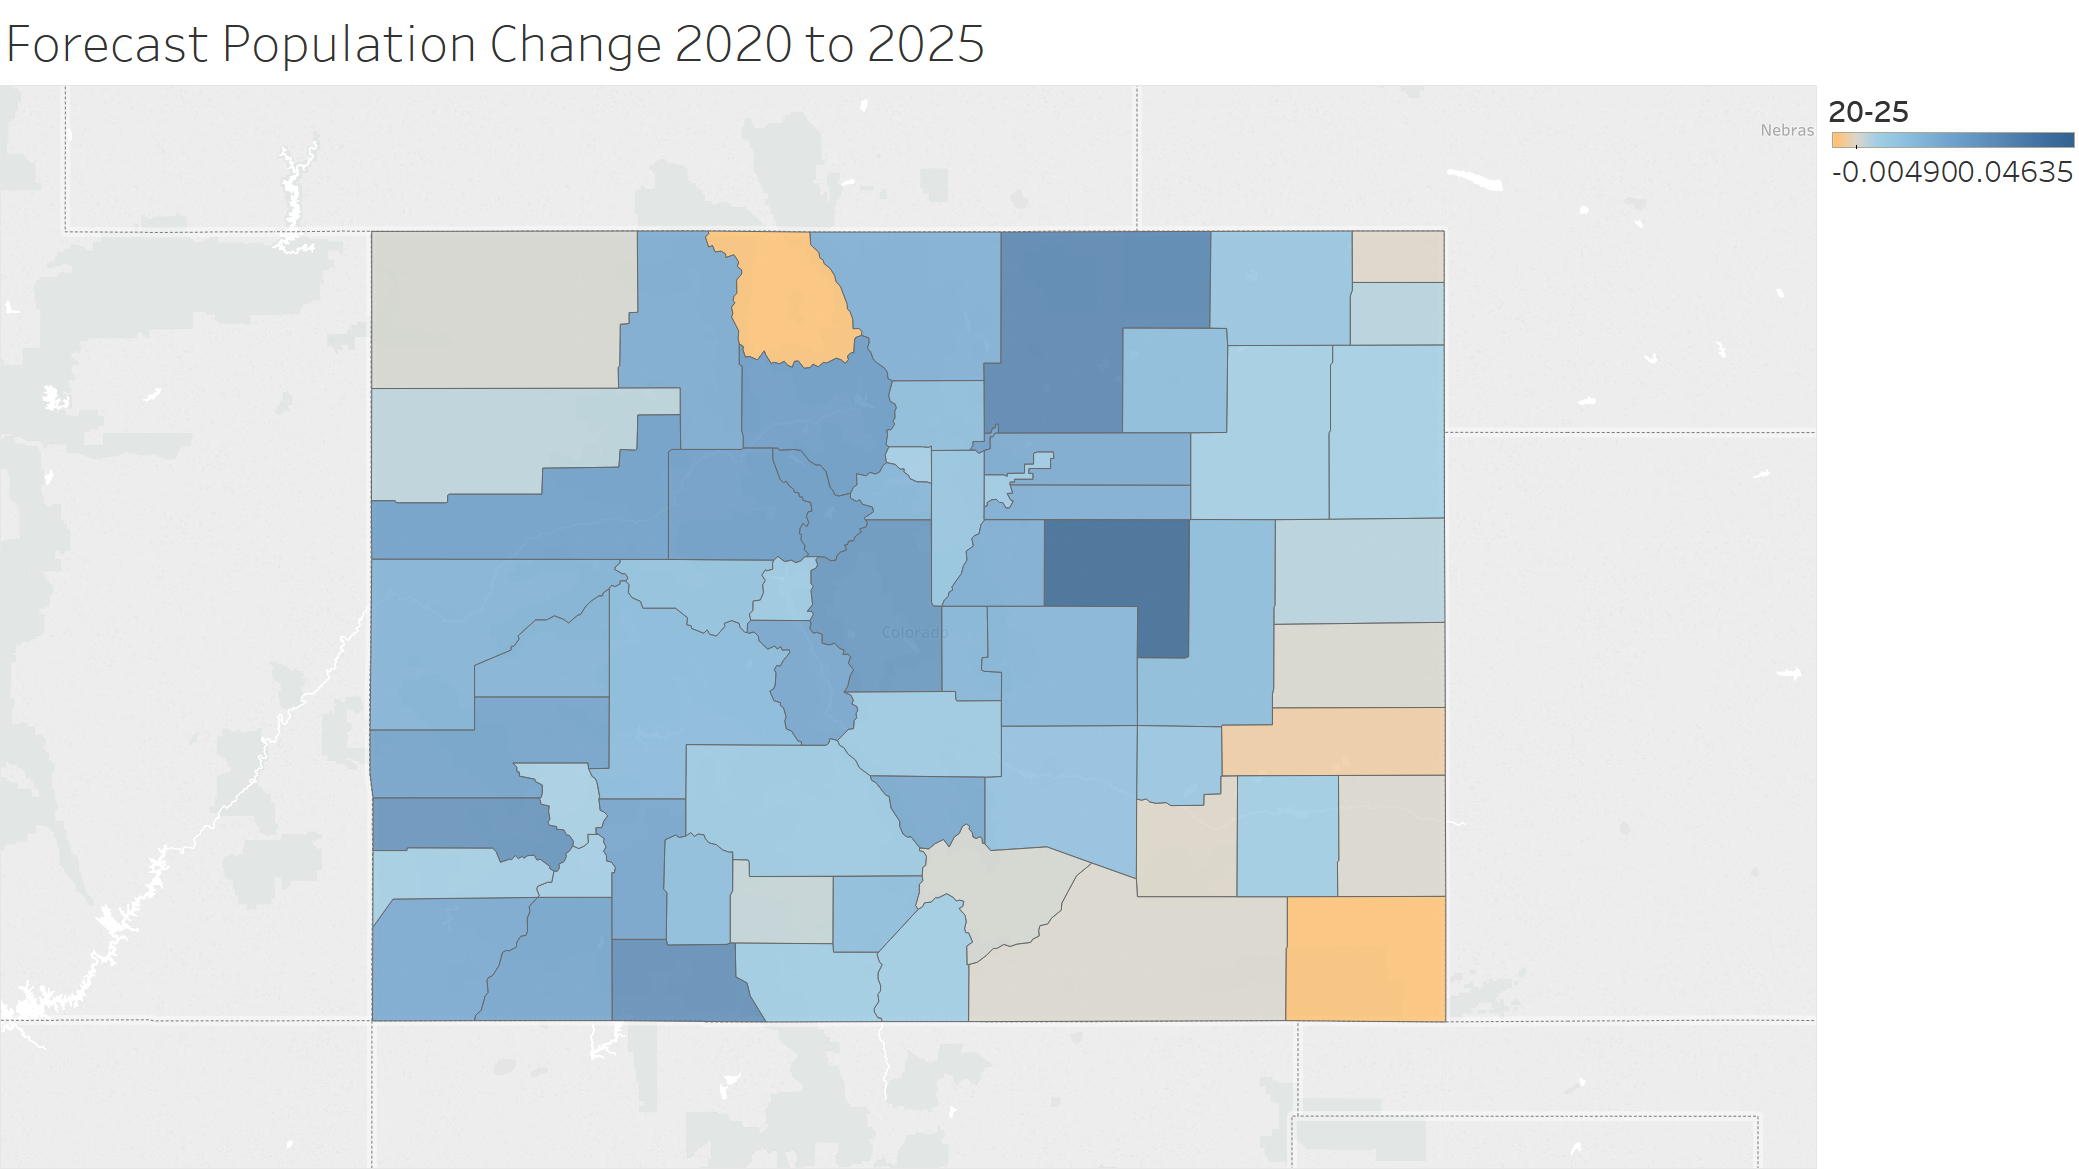 Forecast Population Change 2020 to 2025
20-25
-0.004900.04635
Nebras
Colorado